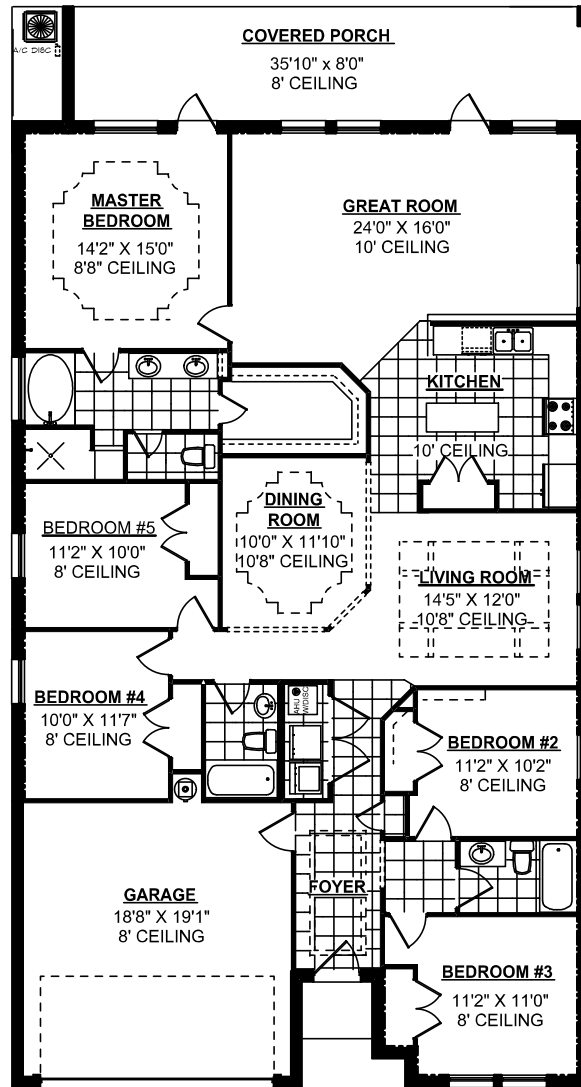 COVERED PORCH
35'10" x 8'0"
8' CEILING
A/C DISC
MASTER
BEDROOM
14'2" X 15'0"
8'8" CEILING
GREAT ROOM
24'0" X 16'0"
10' CEILING
KITCHEN
10' CEILING
DINING
ROOM
10'0" X 11'10"
10'8" CEILING
BEDROOM #5
11'2" X 10'0"
8' CEILING
LIVING ROOM
14'5" X 12'0"
10'8" CEILING
BEDROOM #4
10'0" X 11'7"
8' CEILING
AHU
W/DISC
BEDROOM #2
11'2" X 10'2"
8' CEILING
GARAGE
18'8" X 19'1"
8' CEILING
FOYER
BEDROOM #3
11'2" X 11'0"
8' CEILING